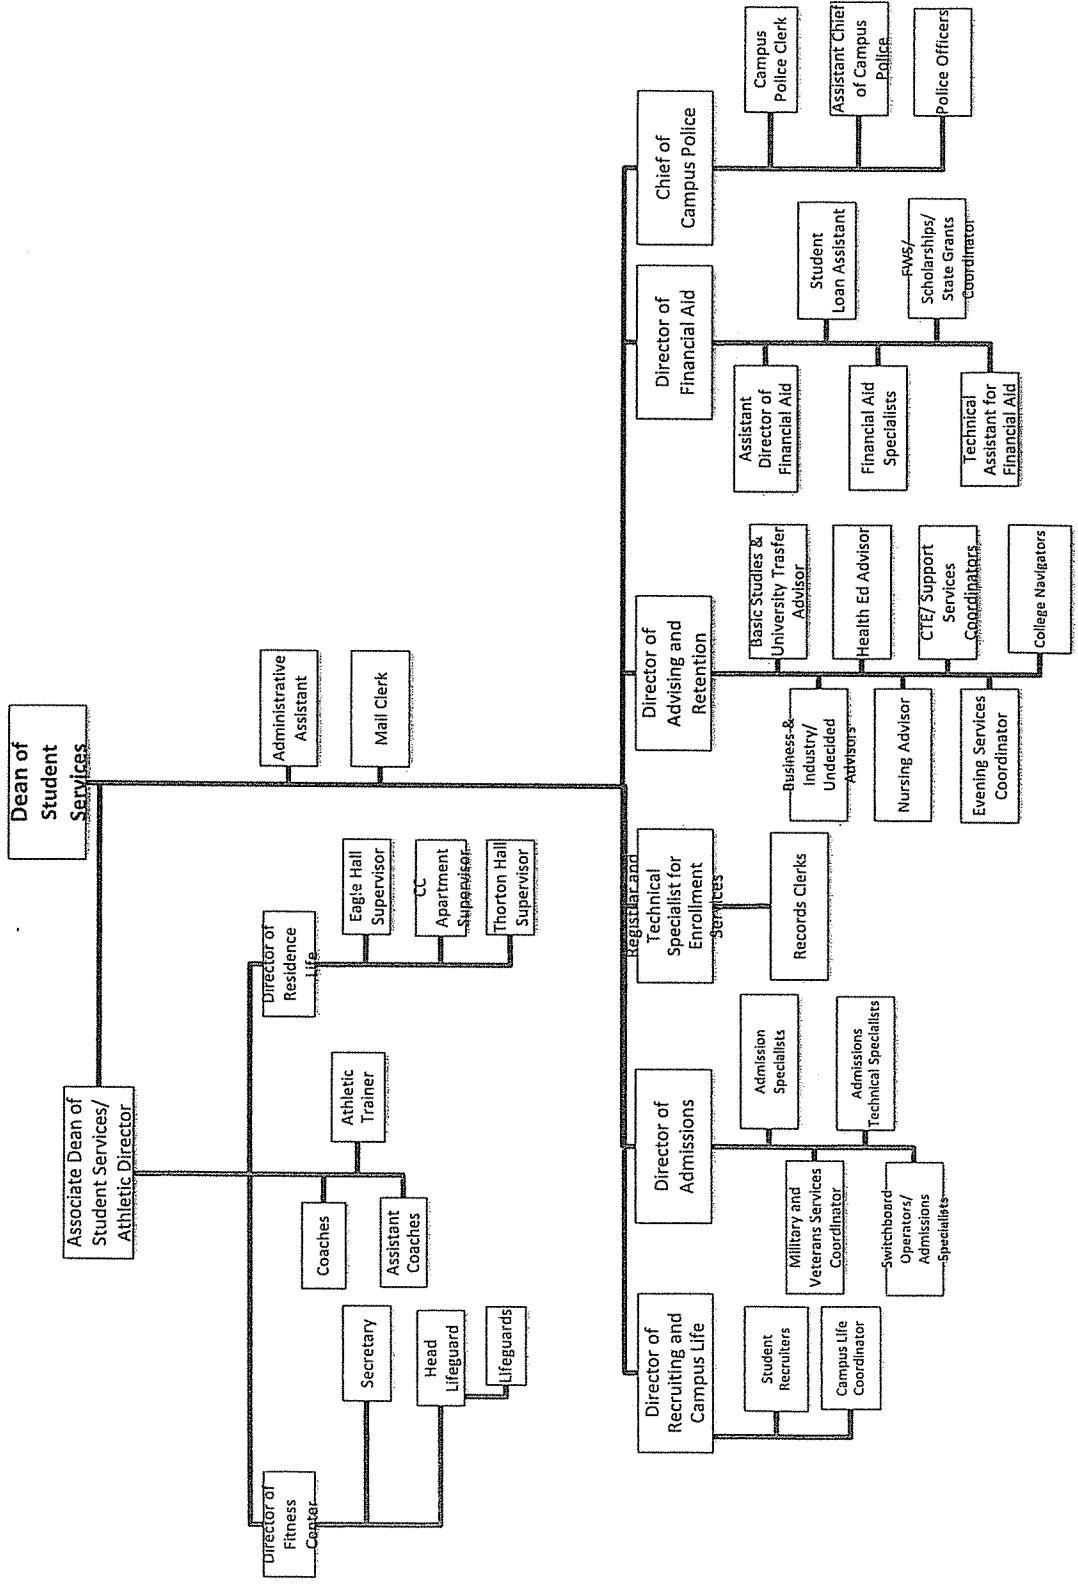 Dean of
Student
Services
Associate Dean of
Student Services/
Athletic Director
Administrative
Assistant
Mail Clerk
Director of
Fitness
Center
Secretary
Head
Lifeguard
Lifeguards
Coaches
Assistant
Coaches
Athletic
Trainer
Director of
Residence
Life
Eagle Hall
Supervisor
CC
Apartment
Supervisor
Thorton Hall
Supervisor
Director of
Recruiting and
Campus Life
Student
Recruiters
Campus Life
Coordinator
Director of
Admissions
Admission
Specialists
Military and
Veterans Services
Coordinator
Admissions
Technical Specialists
Switchboard
Operators/
Admissions
Specialists
Registrar and
Technical
Specialist for
Enrollment
Services
Records Clerks
Director of
Advising and
Retention
Basic Studies &
University Trasfer
Advisor
Business &
Industry/
Undecided
Advisors
Health Ed Advisor
Nursing Advisor
CTE/ Support
Services
Coordinators
Evening Services
Coordinator
College Navigators
Director of
Financial Aid
Assistant
Director of
Financial Aid
Student
Loan Assistant
Financial Aid
Specialists
FWS/
Scholarships/
State Grants
Coordinator
Technical
Assistant for
Financial Aid
Chief of
Campus Police
Campus
Police Clerk
Assistant Chief
of Campus
Police
Police Officers